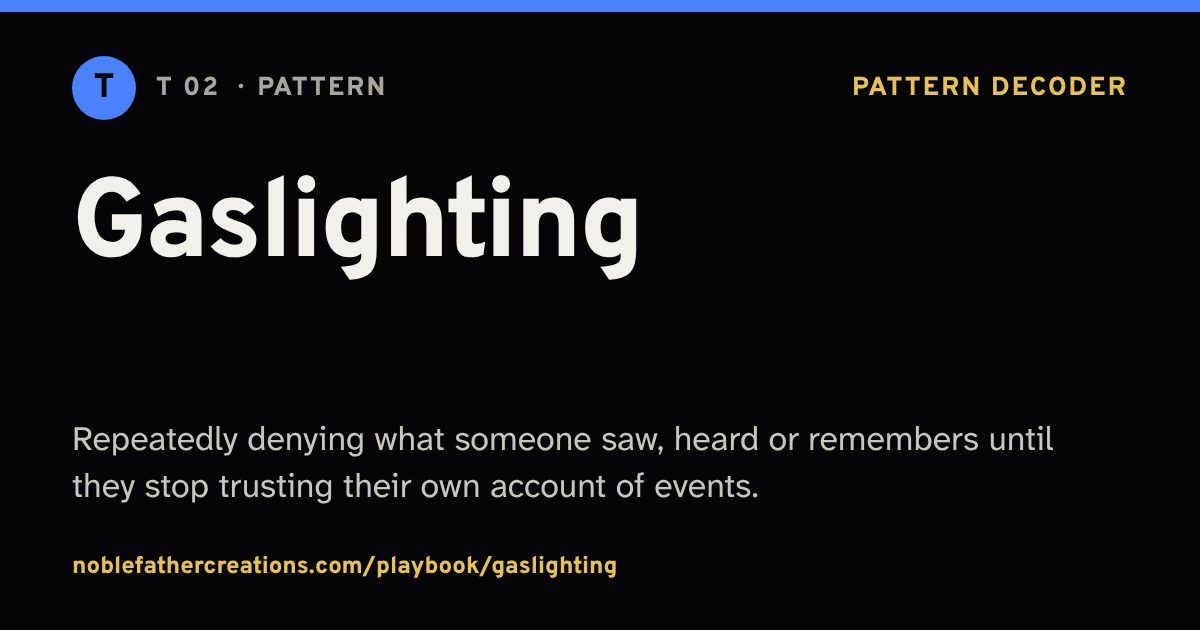 T
T 02 · PATTERN
PATTERN DECODER
Gaslighting
Repeatedly denying what someone saw, heard or remembers until
they stop trusting their own account of events.
noblefathercreations.com/playbook/gaslighting